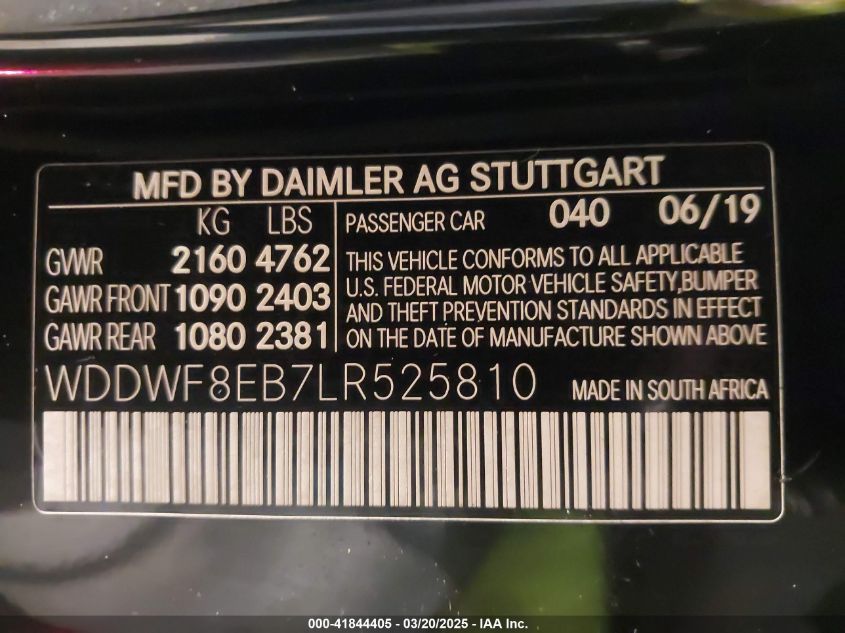 MFD BY DAIMLER AG STUTTGART
KG LBS
GVWR 2160 4762
GAWR FRONT 1090 2403
GAWR REAR 1080 2381
PASSENGER CAR 040 06/19
THIS VEHICLE CONFORMS TO ALL APPLICABLE
U.S. FEDERAL MOTOR VEHICLE SAFETY,BUMPER
AND THEFT PREVENTION STANDARDS IN EFFECT
ON THE DATE OF MANUFACTURE SHOWN ABOVE
WDDWF8EB7LR525810 MADE IN SOUTH AFRICA
000-41844405 - 03/20/2025 - IAA Inc.